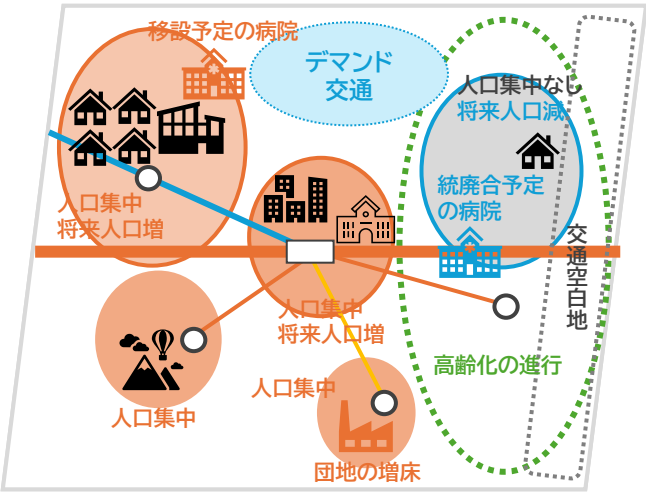 移設予定の病院
デマンド
交通
人口集中なし
将来人口減
統廃合予定
の病院
人口集中
将来人口増
交通空白地
人口集中
将来人口増
高齢化の進行
人口集中
人口集中
団地の増床